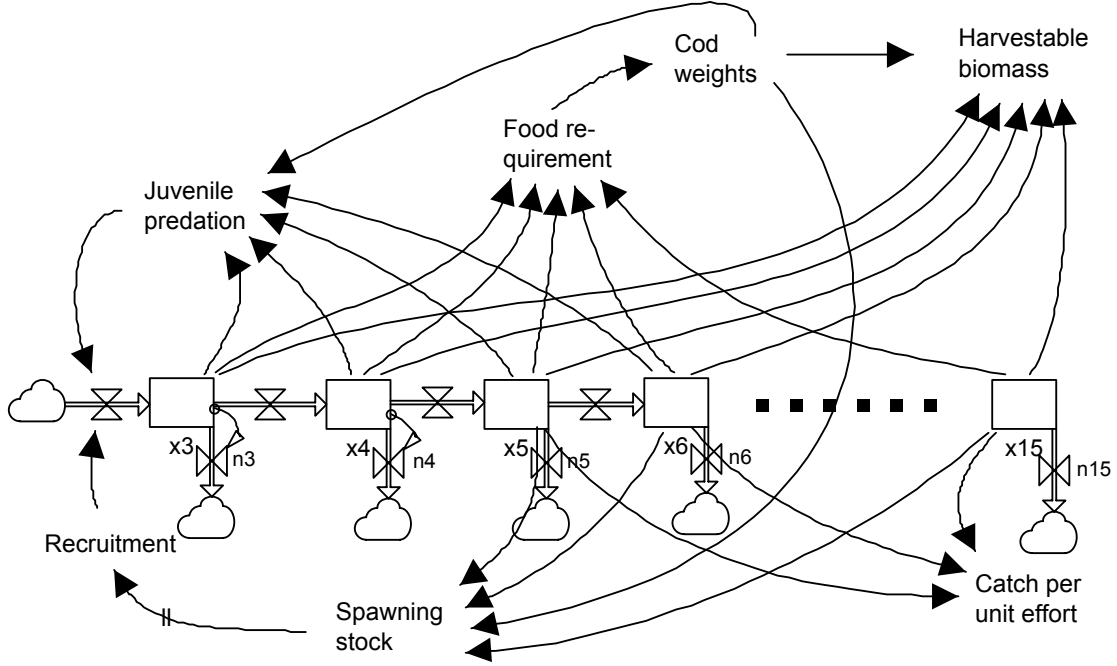 Cod
weights
Harvestable
biomass
Food re-
quirement
Juvenile
predation
x3
n3
x4
n4
x5
n5
x6
n6
x15
n15
Recruitment
Spawning
stock
Catch per
unit effort